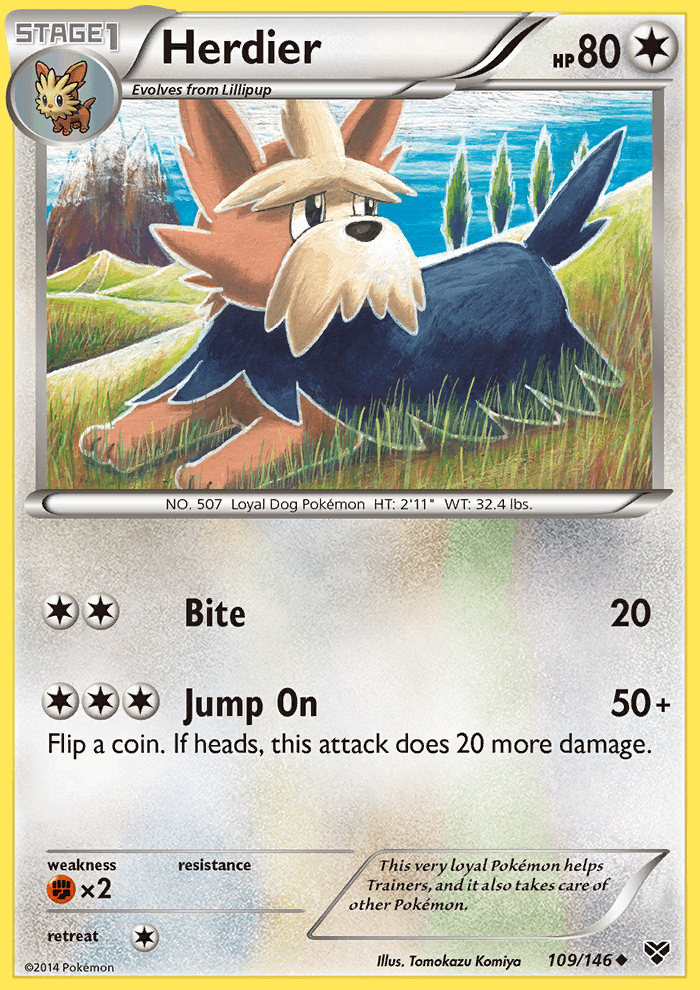 STAGE1
Herdier
HP 80
Evolves from Lillipup
NO. 507 Loyal Dog Pokémon HT: 2'11" WT: 32.4 lbs.
Bite 20
Jump On 50+
Flip a coin. If heads, this attack does 20 more damage.
weakness resistance
×2
This very loyal Pokémon helps
Trainers, and it also takes care of
other Pokémon.
retreat
©2014 Pokémon
Illus. Tomokazu Komiya 109/146